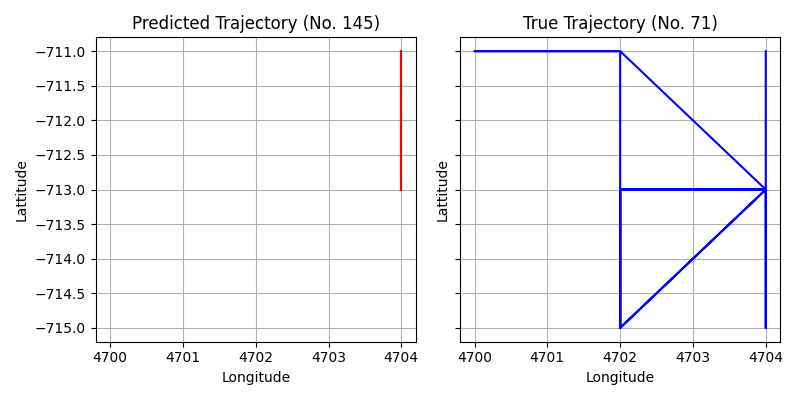 Predicted Trajectory (No. 145)
True Trajectory (No. 71)
−711.0
−711.5
−712.0
−712.5
−713.0
−713.5
−714.0
−714.5
−715.0
Lattitude
Lattitude
4700 4701 4702 4703 4704
4700 4701 4702 4703 4704
Longitude
Longitude